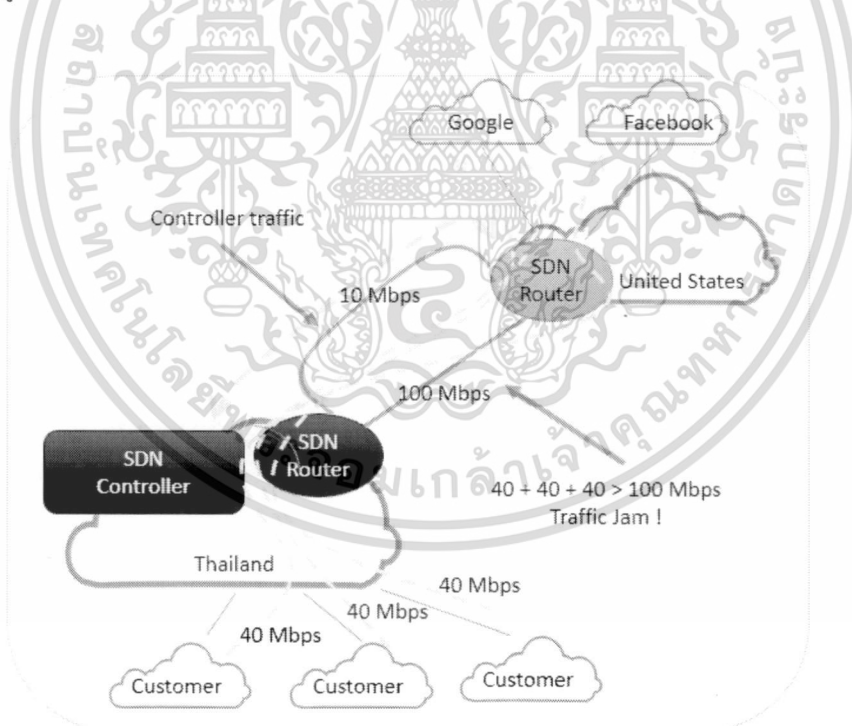 Google
Facebook
Controller traffic
SDN
Router
United States
10 Mbps
100 Mbps
SDN
Controller
SDN
Router
40 + 40 + 40 > 100 Mbps
Traffic Jam !
Thailand
40 Mbps
40 Mbps
40 Mbps
Customer
Customer
Customer